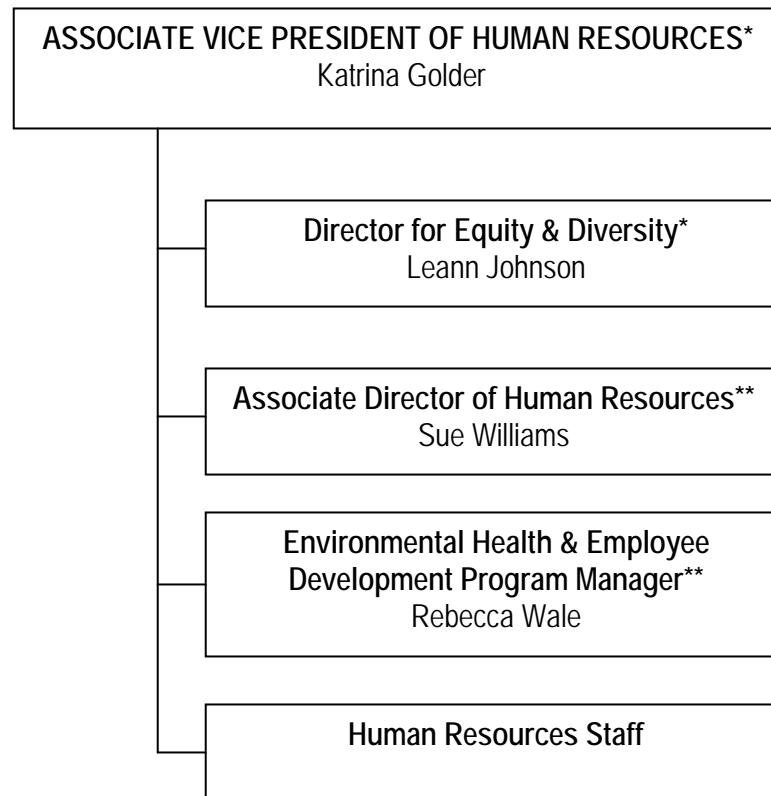 ASSOCIATE VICE PRESIDENT OF HUMAN RESOURCES*
Katrina Golder
Director for Equity & Diversity*
Leann Johnson
Associate Director of Human Resources**
Sue Williams
Environmental Health & Employee
Development Program Manager**
Rebecca Wale
Human Resources Staff